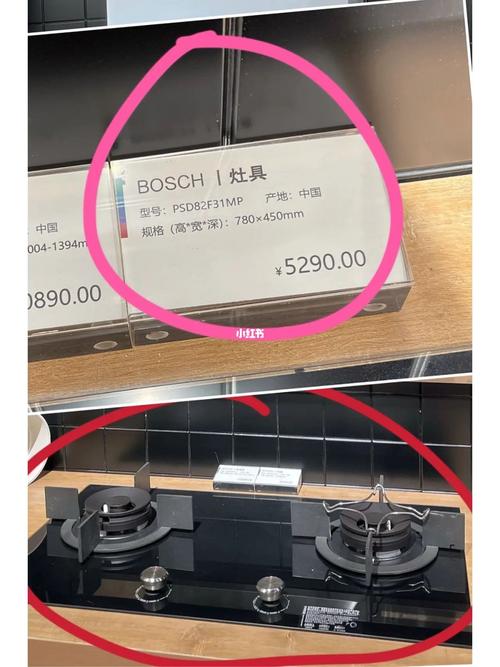 BOSCH | 灶具
型号：PSD82F31MP 产地：中国
规格（高*宽*深）：780×450mm
¥5290.00
：中国
004-1394m
0890.00
小红书